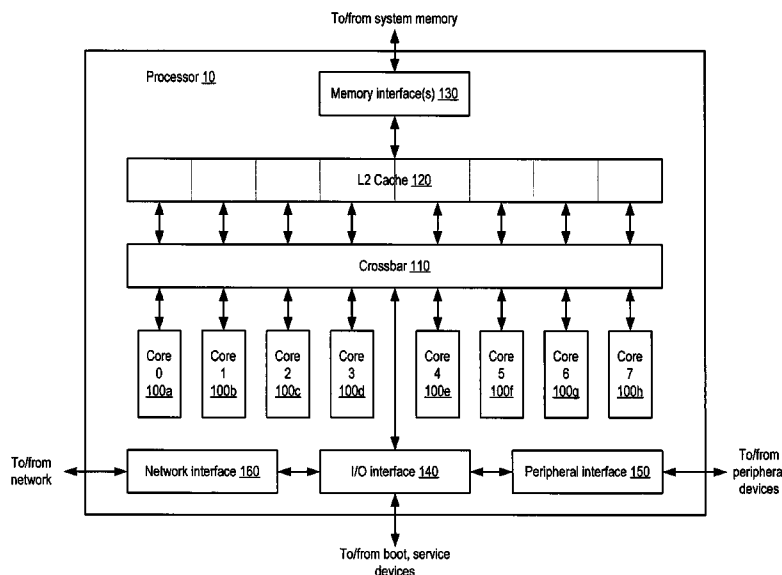 To/from system memory
Processor 10
Memory interface(s) 130
L2 Cache 120
Crossbar 110
Core
0
100a
Core
1
100b
Core
2
100c
Core
3
100d
Core
4
100e
Core
5
100f
Core
6
100g
Core
7
100h
To/from
network
Network interface 160
I/O interface 140
Peripheral interface 150
To/from
periphera
devices
To/from boot, service
devices